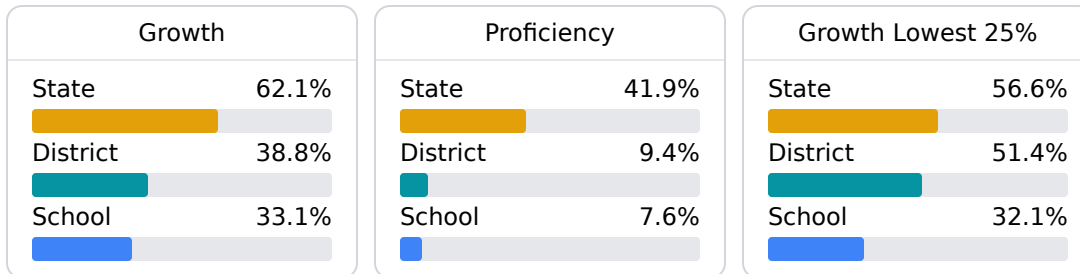 Growth
State 62.1%
District 38.8%
School 33.1%
Proficiency
State 41.9%
District 9.4%
School 7.6%
Growth Lowest 25%
State 56.6%
District 51.4%
School 32.1%